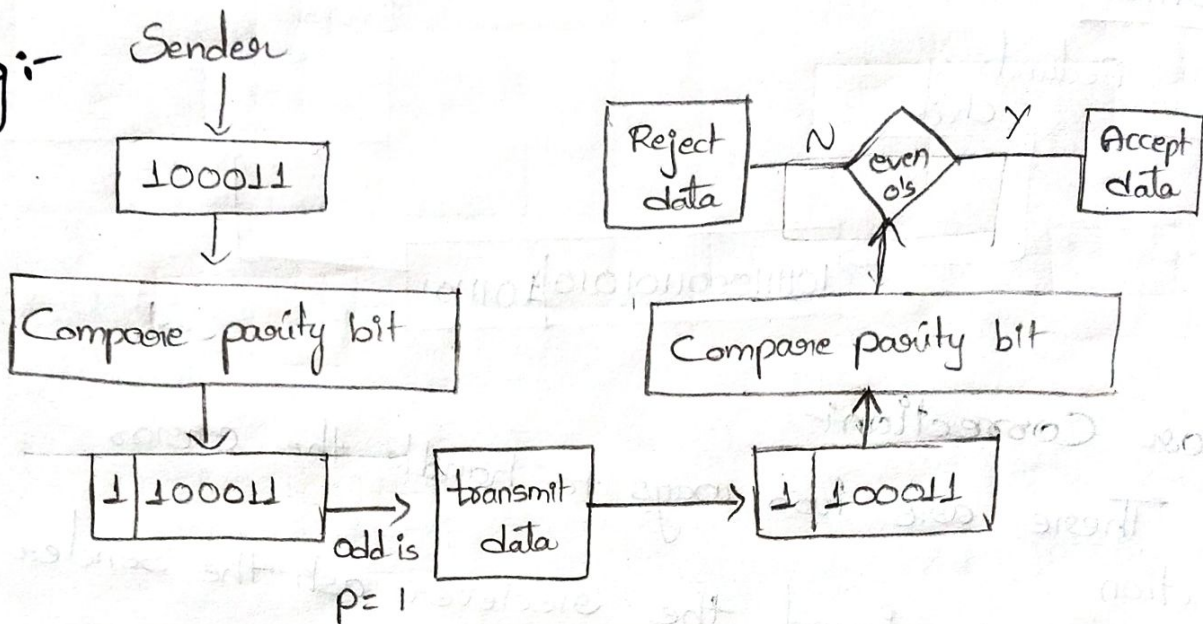 g :-
Sender
100011
Compare parity bit
1 100011
odd is
p= 1
transmit
data
1 100011
Compare parity bit
even
o's
N
Y
Reject
data
Accept
data